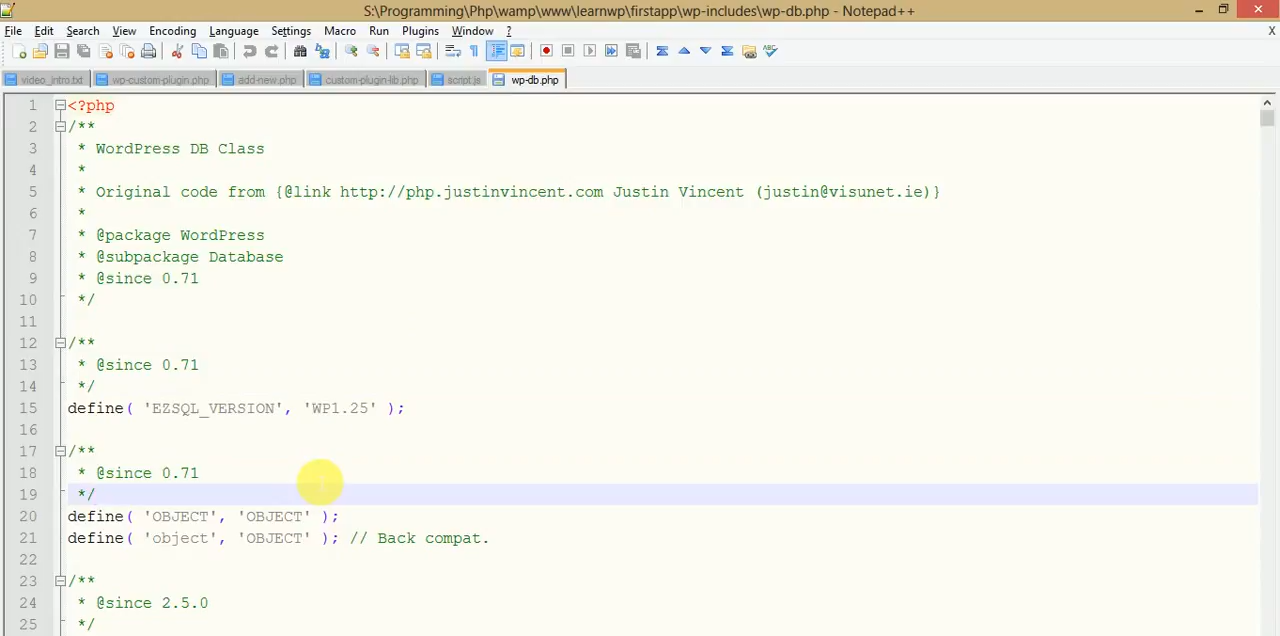 S:\Programming\Php\wamp\www\learnwp\firstapp\wp-includes\wp-db.php - Notepad++
File Edit Search View Encoding Language Settings Macro Run Plugins Window ? X
video_intro.txt wp-custom-plugin.php add-new.php custom-plugin-lib.php script.js wp-db.php
1 <?php
2 /**
3 * WordPress DB Class
4 *
5 * Original code from {@link http://php.justinvincent.com Justin Vincent (justin@visunet.ie)}
6 *
7 * @package WordPress
8 * @subpackage Database
9 * @since 0.71
10 */
11
12 /**
13 * @since 0.71
14 */
15 define( 'EZSQL_VERSION', 'WP1.25' );
16
17 /**
18 * @since 0.71
19 */
20 define( 'OBJECT', 'OBJECT' );
21 define( 'object', 'OBJECT' ); // Back compat.
22
23 /**
24 * @since 2.5.0
25 */